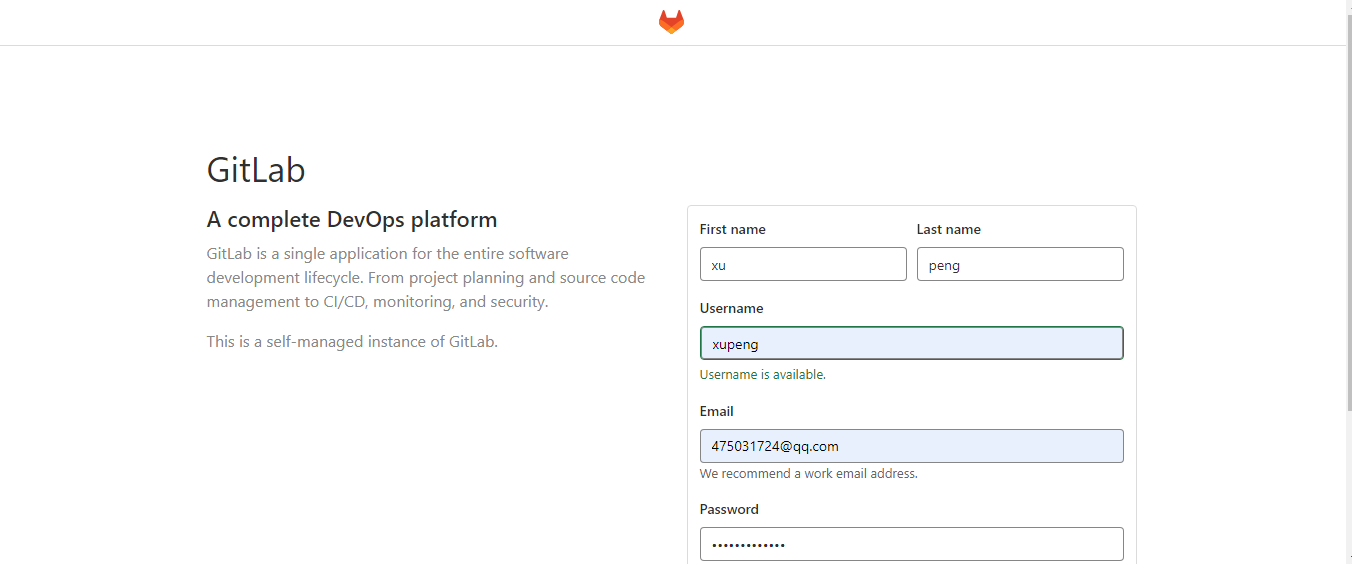 GitLab
A complete DevOps platform
GitLab is a single application for the entire software
development lifecycle. From project planning and source code
management to CI/CD, monitoring, and security.
This is a self-managed instance of GitLab.
First name
Last name
xu
peng
Username
xupeng
Username is available.
Email
475031724@qq.com
We recommend a work email address.
Password
•••••••••••••